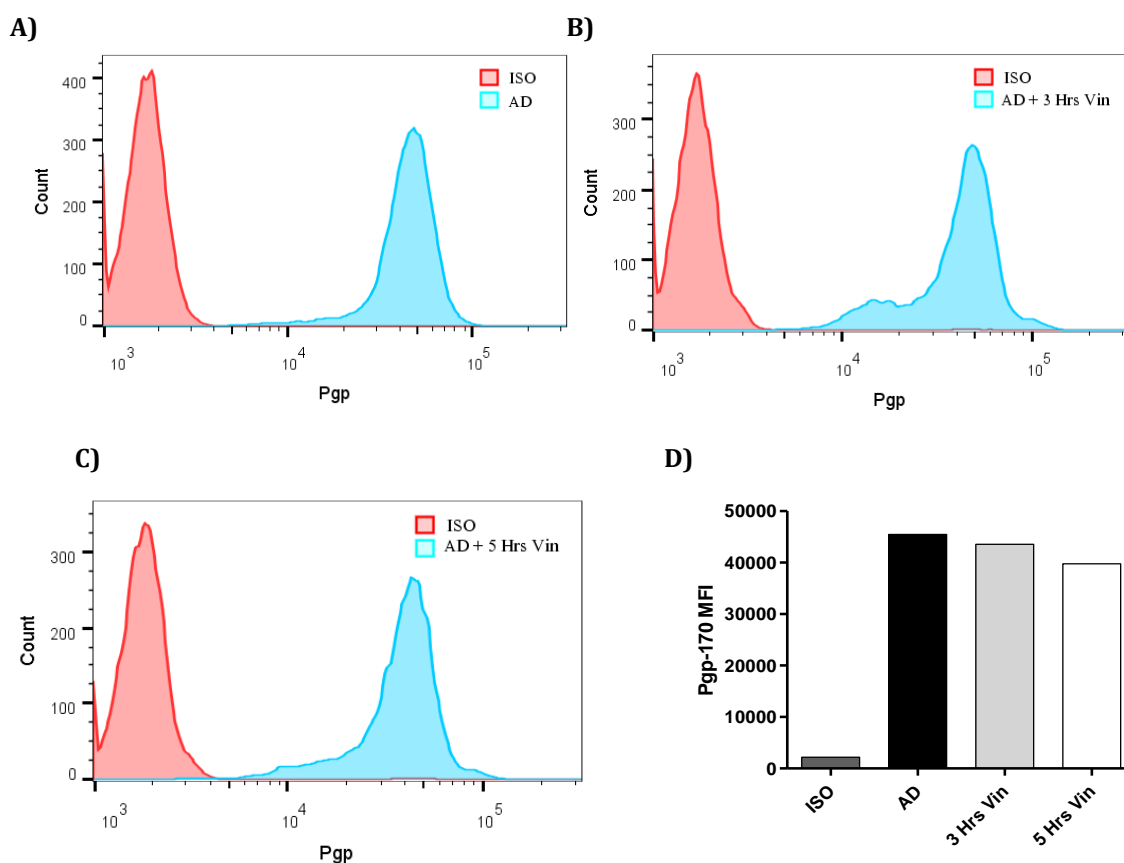 A)
400
300
200
100
0
Count
10^3
10^4
10^5
Pgp
ISO
AD
B)
300
200
100
0
Count
10^3
10^4
10^5
Pgp
ISO
AD + 3 Hrs Vin
C)
300
200
100
0
Count
10^3
10^4
10^5
Pgp
ISO
AD + 5 Hrs Vin
D)
50000
40000
30000
20000
10000
0
Pgp-170 MFI
ISO
AD
3 Hrs Vin
5 Hrs Vin